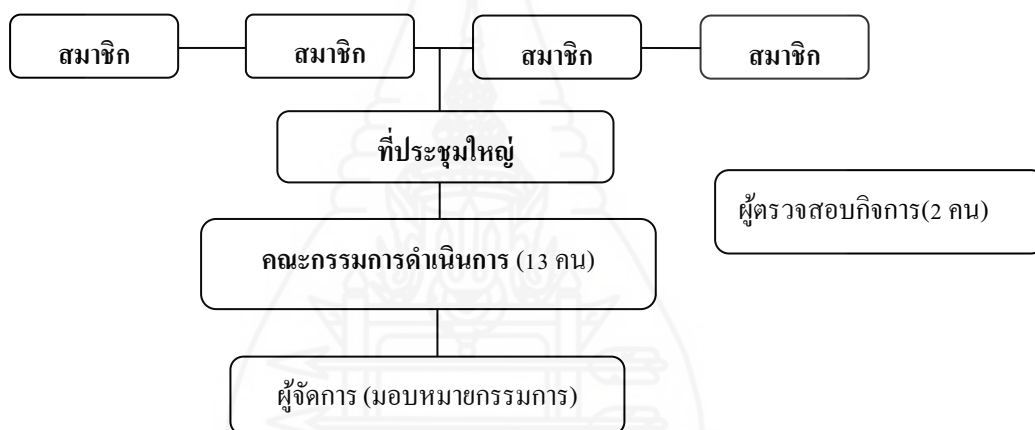 สมาชิก สมาชิก สมาชิก สมาชิก
ที่ประชุมใหญ่
ผู้ตรวจสอบกิจการ(2 คน)
คณะกรรมการดำเนินการ (13 คน)
ผู้จัดการ (มอบหมายกรรมการ)